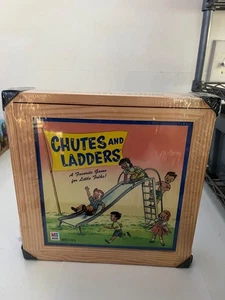 CHUTES AND
LADDERS
A Favorite Game
for Little Folks!